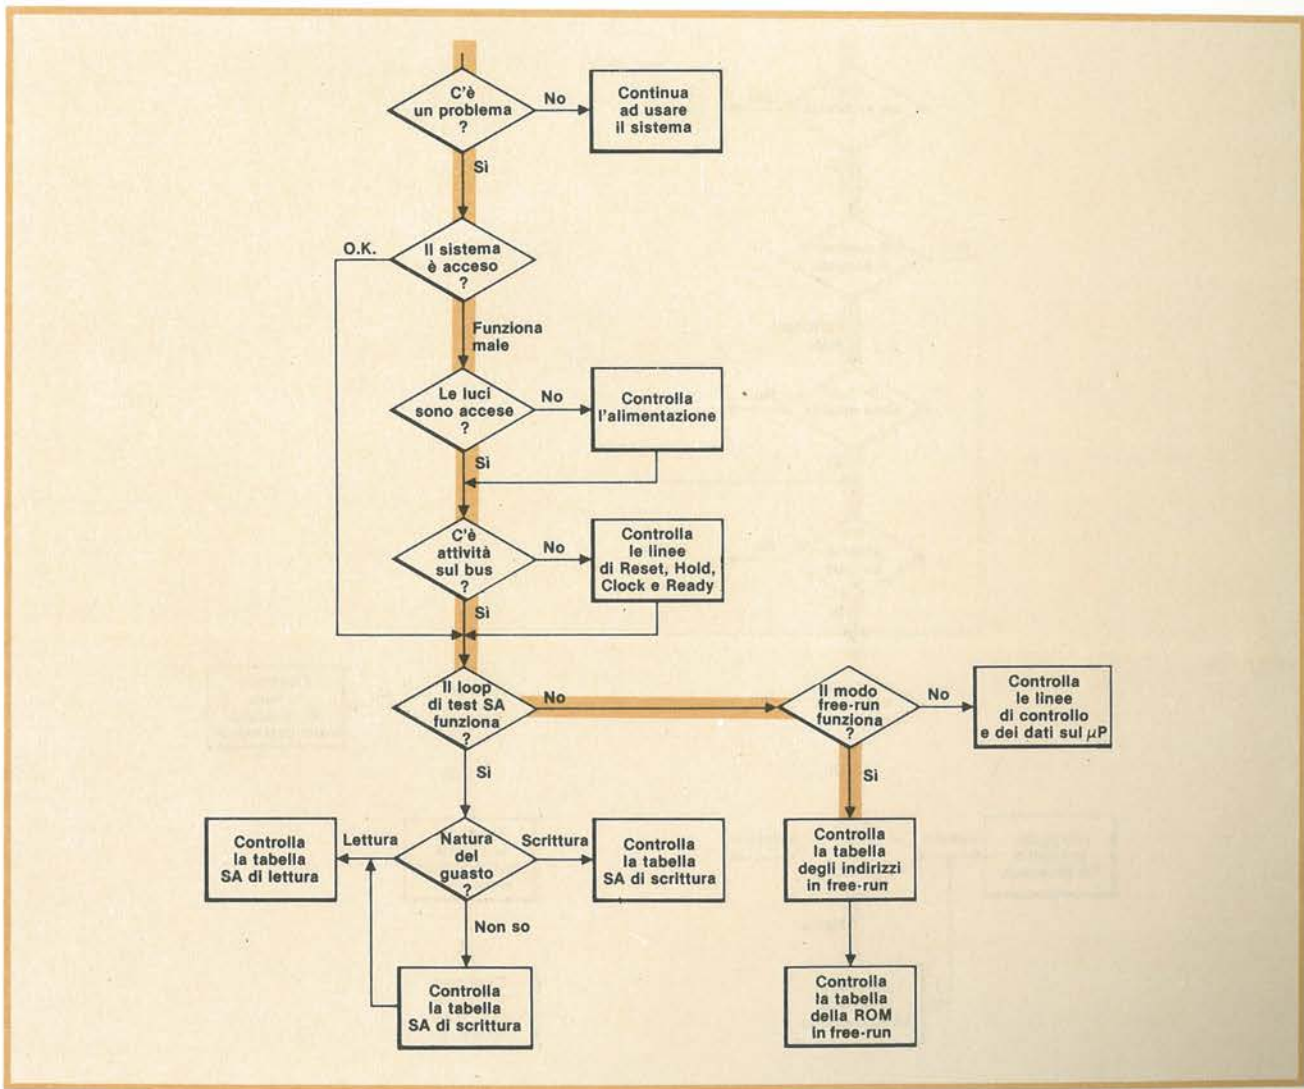 C'è
un problema
?
No
Continua
ad usare
il sistema
Sì
O.K.
Il sistema
è acceso
?
Funziona
male
Le luci
sono accese
?
No
Controlla
l'alimentazione
Sì
C'è
attività
sul bus
?
No
Controlla
le linee
di Reset, Hold,
Clock e Ready
Sì
Il loop
di test SA
funziona
?
No
Il modo
free-run
funziona
?
No
Controlla
le linee
di controllo
e dei dati sul μP
Sì
Sì
Controlla
la tabella
SA di lettura
Lettura
Natura
del
guasto
?
Scrittura
Controlla
la tabella
SA di scrittura
Controlla
la tabella
degli indirizzi
in free-run
Non so
Controlla
la tabella
SA di scrittura
Controlla
la tabella
della ROM
in free-run